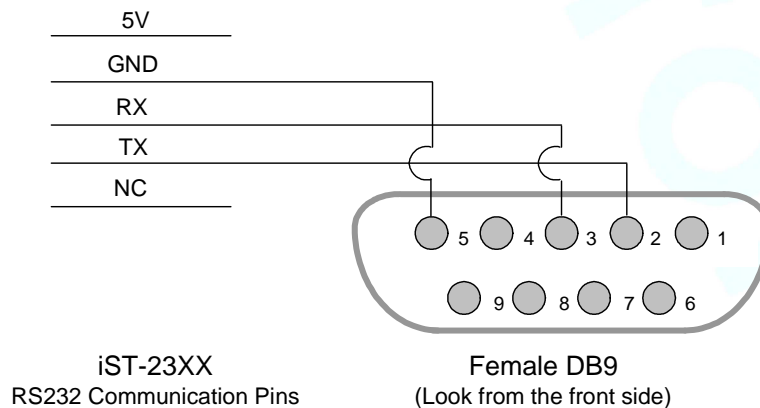 5V
GND
RX
TX
NC
5 4 3 2 1
9 8 7 6
iST-23XX
RS232 Communication Pins
Female DB9
(Look from the front side)